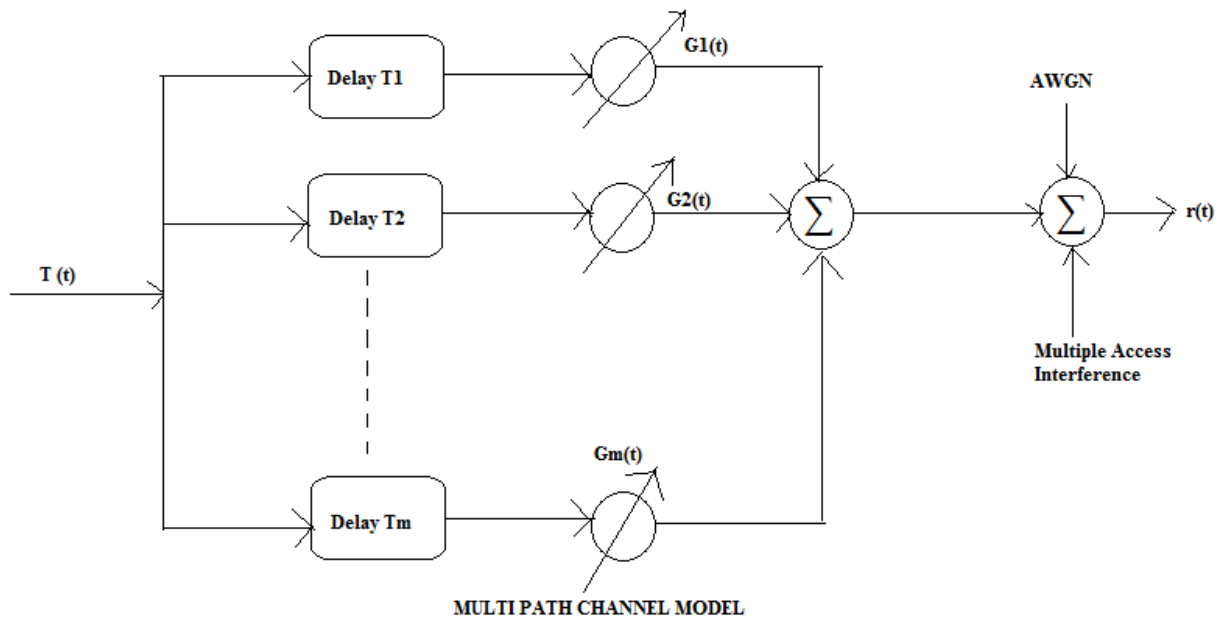 G1(t)
Delay T1
AWGN
Delay T2
G2(t)
∑
∑
r(t)
T (t)
Multiple Access
Interference
Gm(t)
Delay Tm
MULTI PATH CHANNEL MODEL